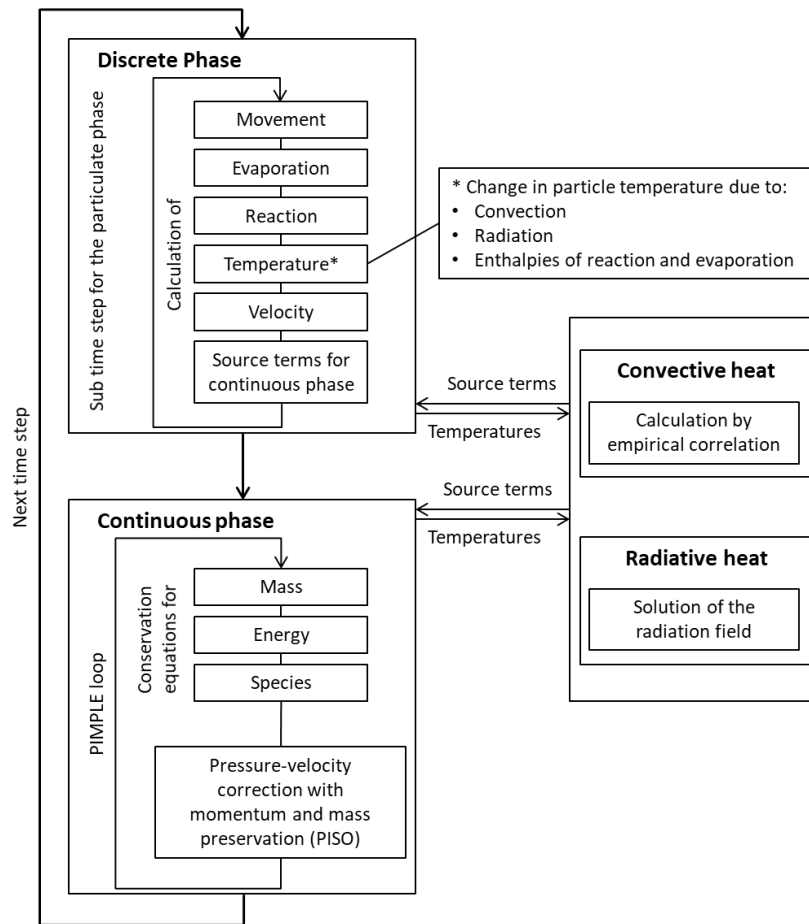 Next time step
Discrete Phase
Sub time step for the particulate phase
Calculation of
Movement
Evaporation
Reaction
Temperature*
Velocity
Source terms for
continuous phase
* Change in particle temperature due to:
• Convection
• Radiation
• Enthalpies of reaction and evaporation
Source terms
Temperatures
Convective heat
Calculation by
empirical correlation
Source terms
Temperatures
Radiative heat
Solution of the
radiation field
Continuous phase
PIMPLE loop
Conservation
equations for
Mass
Energy
Species
Pressure-velocity
correction with
momentum and mass
preservation (PISO)